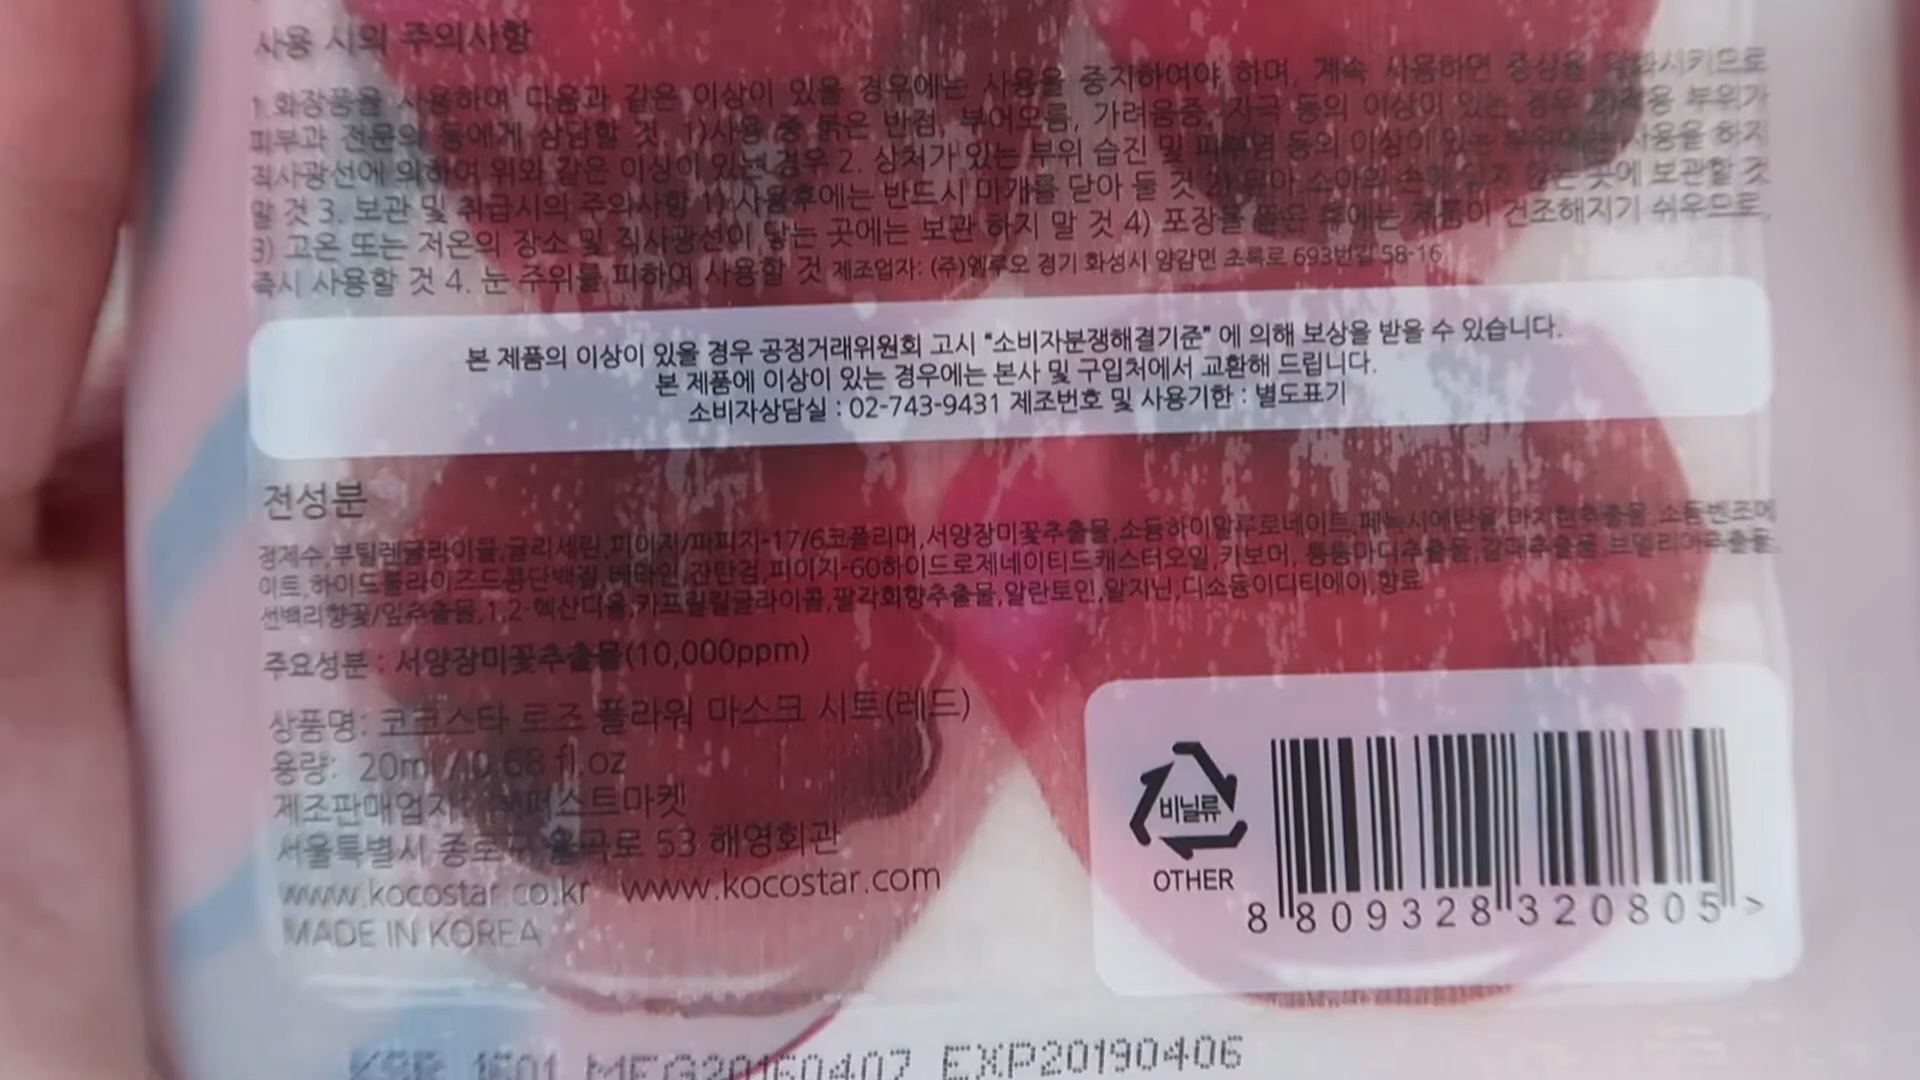 사용 시의 주의사항
1.화장품을 사용하여 다음과 같은 이상이 있을 경우에는 사용을 중지하여야 하며, 계속 사용하면 증상을 악화시키므로
피부과 전문의 등에게 상담할 것. 1)사용 중 붉은 반점, 부어오름, 가려움증, 자극 등의 이상이 있는 경우 2)적용 부위가
직사광선에 의하여 위와 같은 이상이 있는 경우 2. 상처가 있는 부위 습진 및 피부염 등의 이상이 있는 부위에는 사용을 하지
말 것 3. 보관 및 취급시의 주의사항 1) 사용후에는 반드시 마개를 닫아 둘 것 2) 유아 소아의 손에 닿지 않는 곳에 보관할 것
3) 고온 또는 저온의 장소 및 직사광선이 닿는 곳에는 보관 하지 말 것 4) 포장을 뜯은 후에는 제품이 건조해지기 쉬우므로,
즉시 사용할 것 4. 눈 주위를 피하여 사용할 것 제조업자: (주)엘루오 경기 화성시 양감면 초록로 693번길 58-16
본 제품의 이상이 있을 경우 공정거래위원회 고시 “소비자분쟁해결기준” 에 의해 보상을 받을 수 있습니다.
본 제품에 이상이 있는 경우에는 본사 및 구입처에서 교환해 드립니다.
소비자상담실 : 02-743-9431 제조번호 및 사용기한 : 별도표기
전성분
정제수,부틸렌글라이콜,글리세린,피이지/피피지-17/6코폴리머,서양장미꽃추출물,소듐하이알루로네이트,페녹시에탄올,마치현추출물,소듐벤조에
이트,하이드롤라이즈드콩단백질,베타인,잔탄검,피이지-60하이드로제네이티드캐스터오일,카보머, 퉁퉁마디추출물,갈대추출물,브델리아추출물,
선백리향꽃/잎추출물,1,2-헥산디올,카프릴릴글라이콜,팔각회향추출물,알란토인,알지닌,디소듐이디티에이,향료
주요성분 : 서양장미꽃추출물(10,000ppm)
상품명: 코코스타 로즈 플라워 마스크 시트(레드)
용량: 20ml / 0.68 fl.oz
제조판매업자: 퍼스트마켓
서울특별시 종로구 율곡로 53 해영회관
www.kocostar.co.kr www.kocostar.com
MADE IN KOREA
비닐류
OTHER
8 809328 320805 >
MFG20160407 EXP20190406